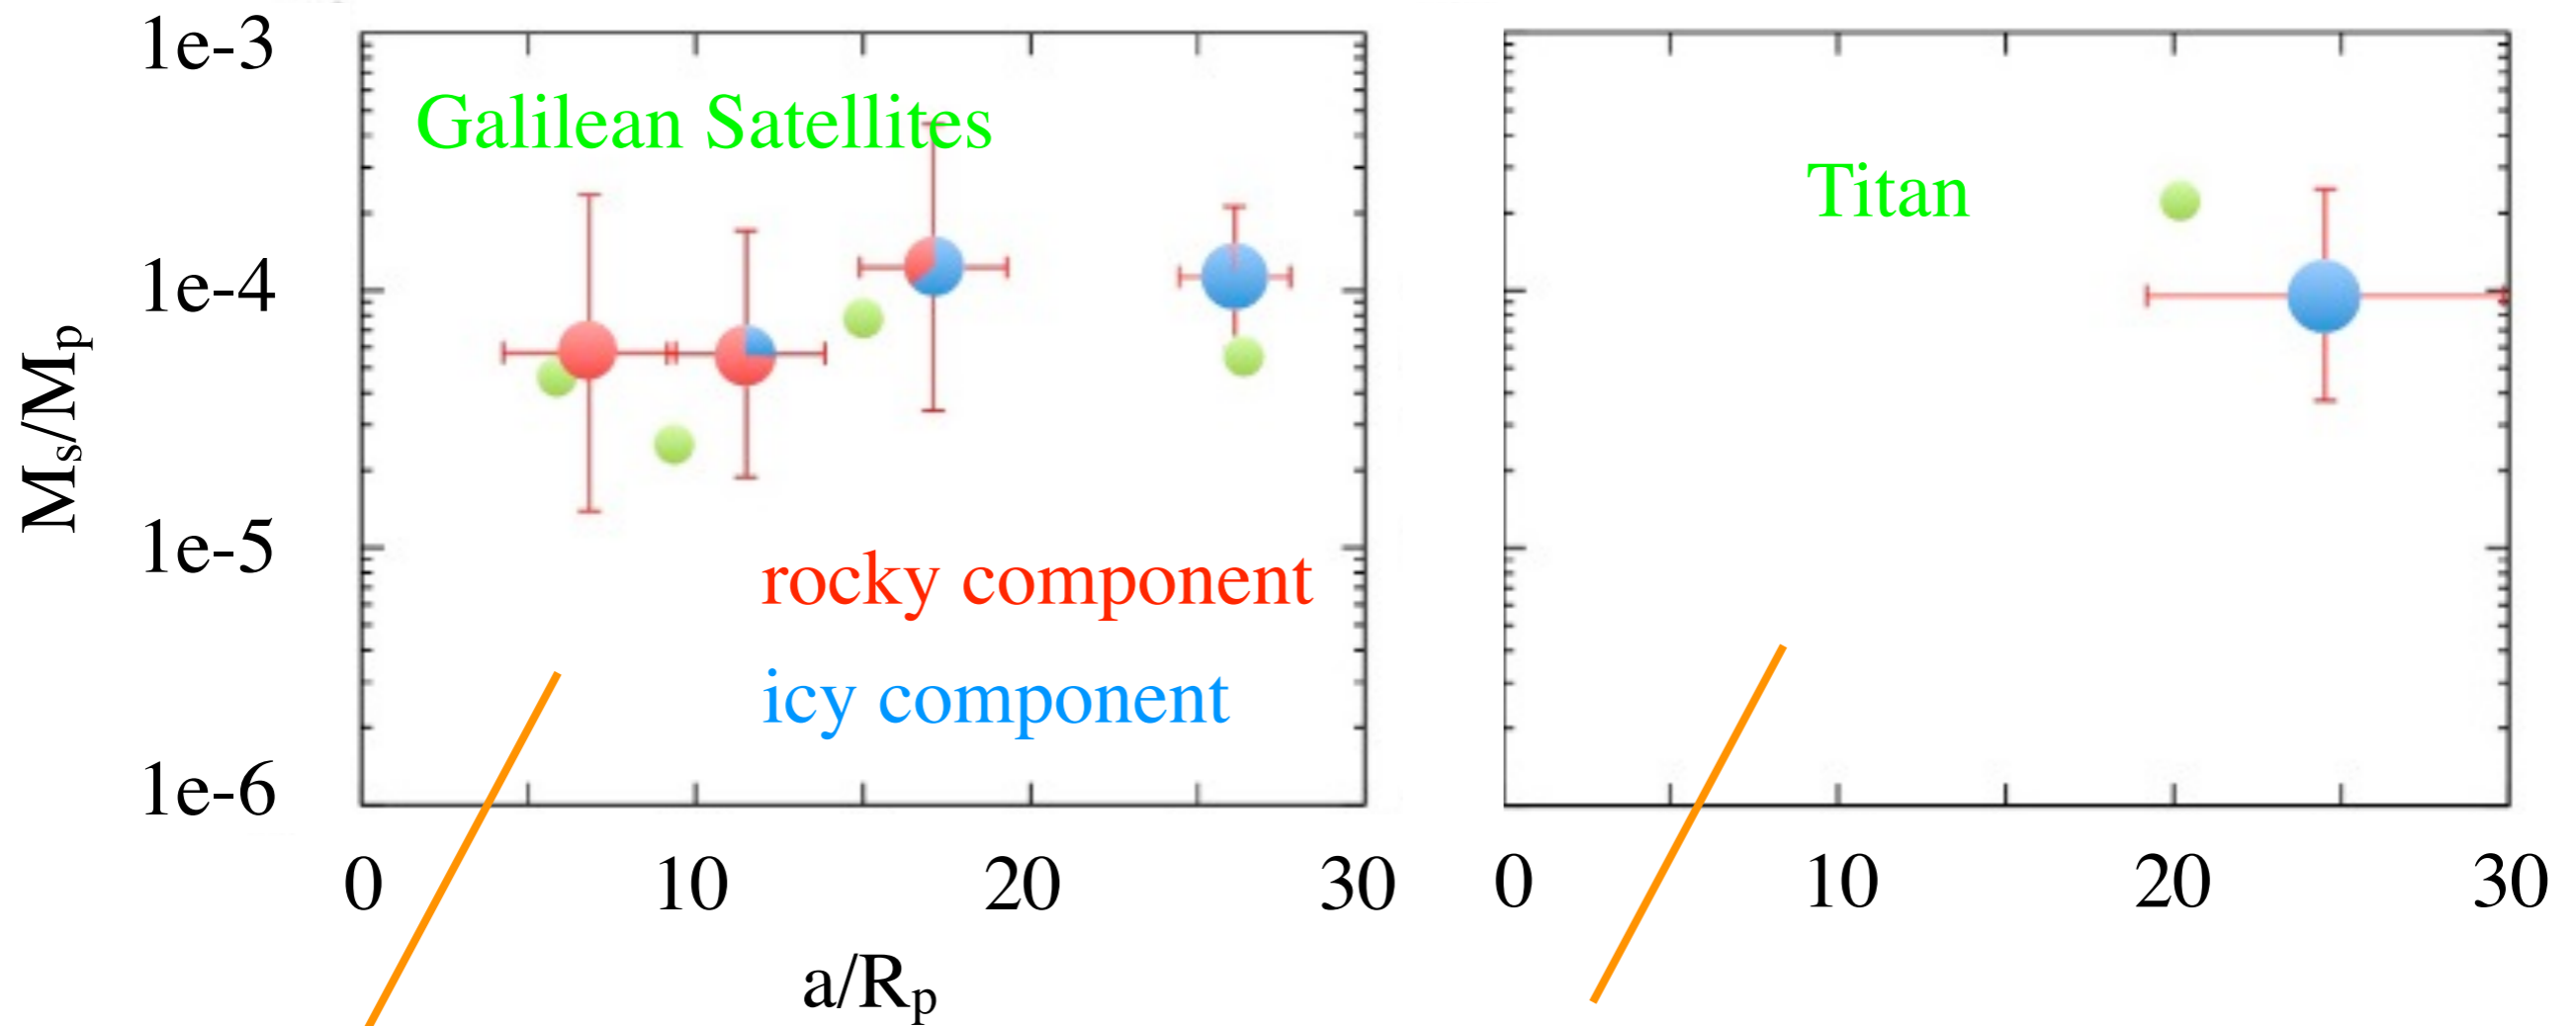 1e-3
Galilean Satellites
Titan
1e-4
Ms/Mp
1e-5
rocky component
icy component
1e-6
0 10 20 30 0 10 20 30
a/Rp